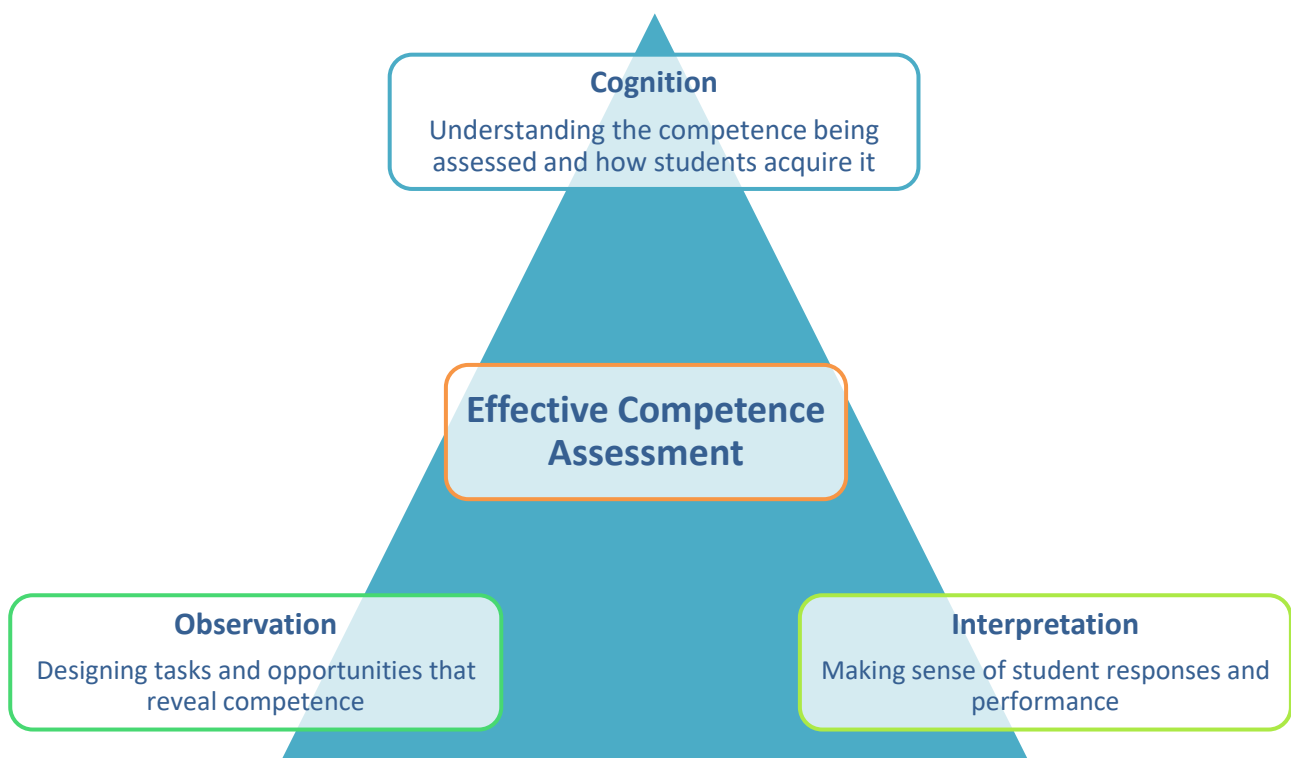 Cognition
Understanding the competence being
assessed and how students acquire it
Effective Competence
Assessment
Observation
Designing tasks and opportunities that
reveal competence
Interpretation
Making sense of student responses and
performance